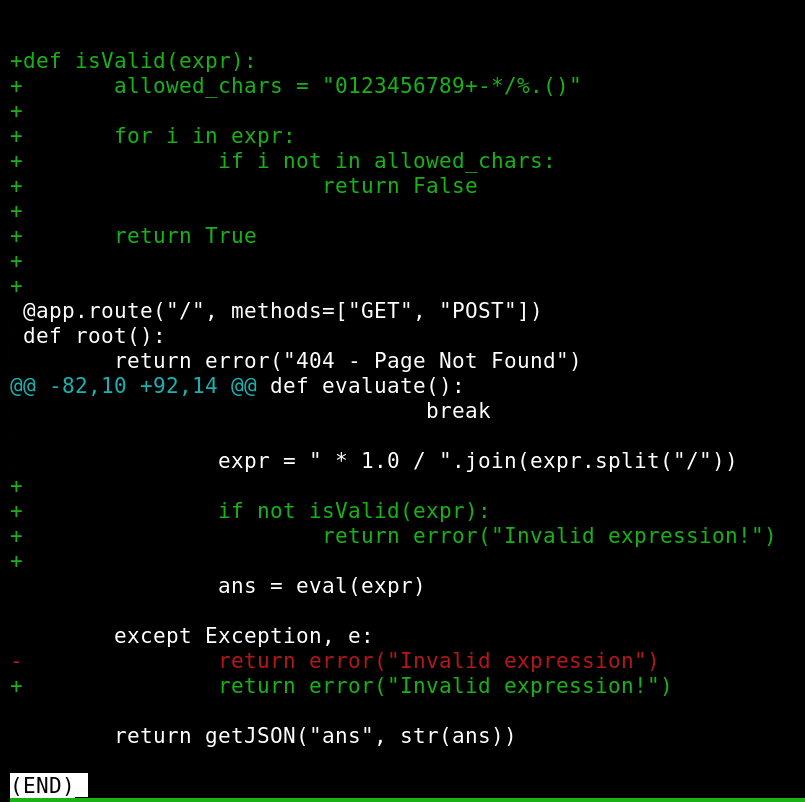 +def isValid(expr):
+       allowed_chars = "0123456789+-*/%.()"
+
+       for i in expr:
+               if i not in allowed_chars:
+                       return False
+
+       return True
+
+
 @app.route("/", methods=["GET", "POST"])
 def root():
        return error("404 - Page Not Found")
@@ -82,10 +92,14 @@ def evaluate():
                                break

                expr = " * 1.0 / ".join(expr.split("/"))
+
+               if not isValid(expr):
+                       return error("Invalid expression!")
+
                ans = eval(expr)

        except Exception, e:
-               return error("Invalid expression")
+               return error("Invalid expression!")

        return getJSON("ans", str(ans))

(END)